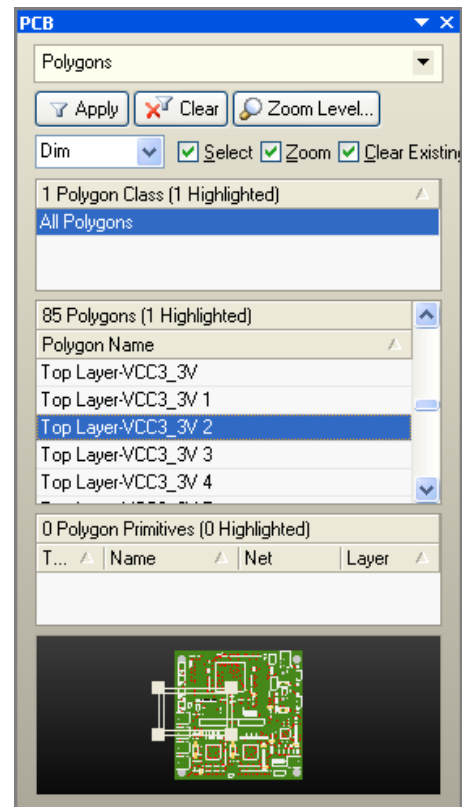 PCB
Polygons
Apply Clear Zoom Level...
Dim Select Zoom Clear Existing
1 Polygon Class (1 Highlighted)
All Polygons
85 Polygons (1 Highlighted)
Polygon Name
Top Layer-VCC3_3V
Top Layer-VCC3_3V 1
Top Layer-VCC3_3V 2
Top Layer-VCC3_3V 3
Top Layer-VCC3_3V 4
0 Polygon Primitives (0 Highlighted)
T... Name Net Layer